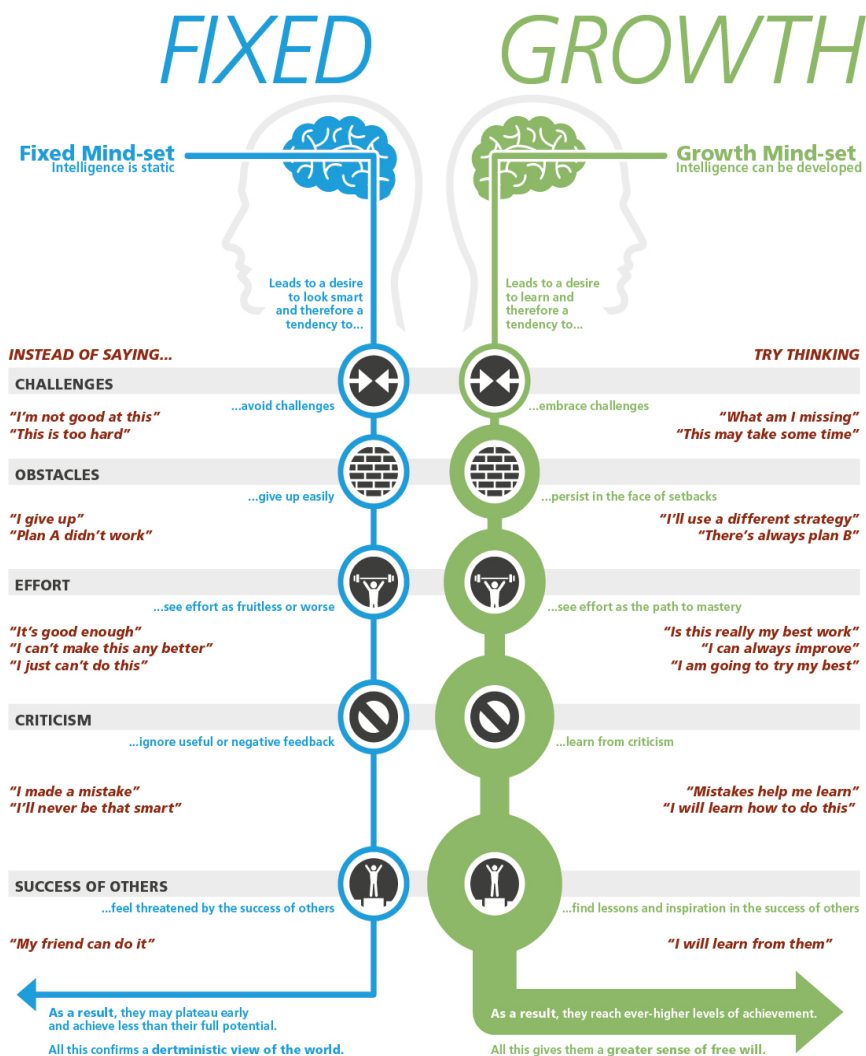 FIXED
GROWTH
Fixed Mind-set
Intelligence is static
Growth Mind-set
Intelligence can be developed
Leads to a desire
to look smart
and therefore a
tendency to...
Leads to a desire
to learn and
therefore a
tendency to...
INSTEAD OF SAYING...
TRY THINKING
CHALLENGES
...avoid challenges
...embrace challenges
“I’m not good at this”
“This is too hard”
“What am I missing”
“This may take some time”
OBSTACLES
...give up easily
...persist in the face of setbacks
“I give up”
“Plan A didn’t work”
“I’ll use a different strategy”
“There’s always plan B”
EFFORT
...see effort as fruitless or worse
...see effort as the path to mastery
“It’s good enough”
“I can’t make this any better”
“I just can’t do this”
“Is this really my best work”
“I can always improve”
“I am going to try my best”
CRITICISM
...ignore useful or negative feedback
...learn from criticism
“I made a mistake”
“I’ll never be that smart”
“Mistakes help me learn”
“I will learn how to do this”
SUCCESS OF OTHERS
...feel threatened by the success of others
...find lessons and inspiration in the success of others
“My friend can do it”
“I will learn from them”
As a result, they may plateau early
and achieve less than their full potential.
All this confirms a dertministic view of the world.
As a result, they reach ever-higher levels of achievement.
All this gives them a greater sense of free will.